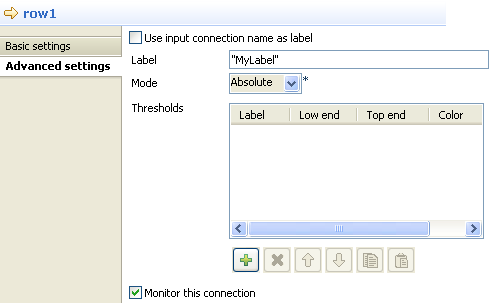 row1
Basic settings
Advanced settings
Use input connection name as label
Label "MyLabel"
Mode Absolute *
Thresholds
Label Low end Top end Color
Monitor this connection